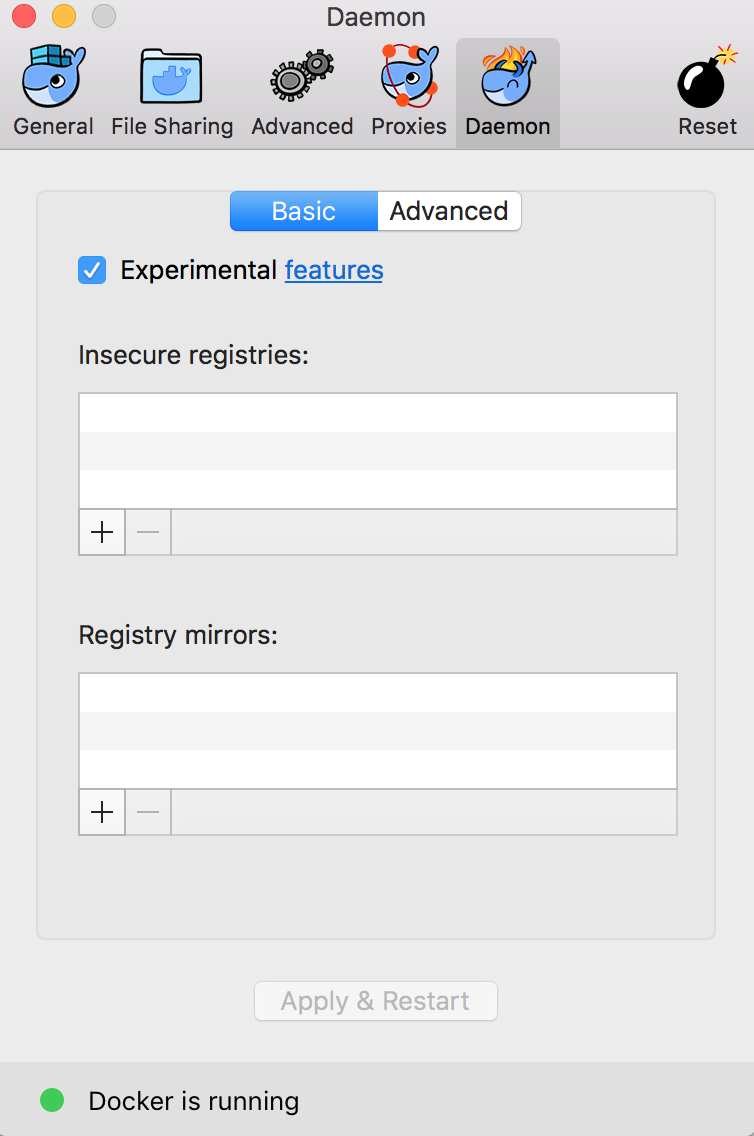 Daemon
General File Sharing Advanced Proxies Daemon Reset
Basic Advanced
Experimental features
Insecure registries:
Registry mirrors:
Apply & Restart
Docker is running